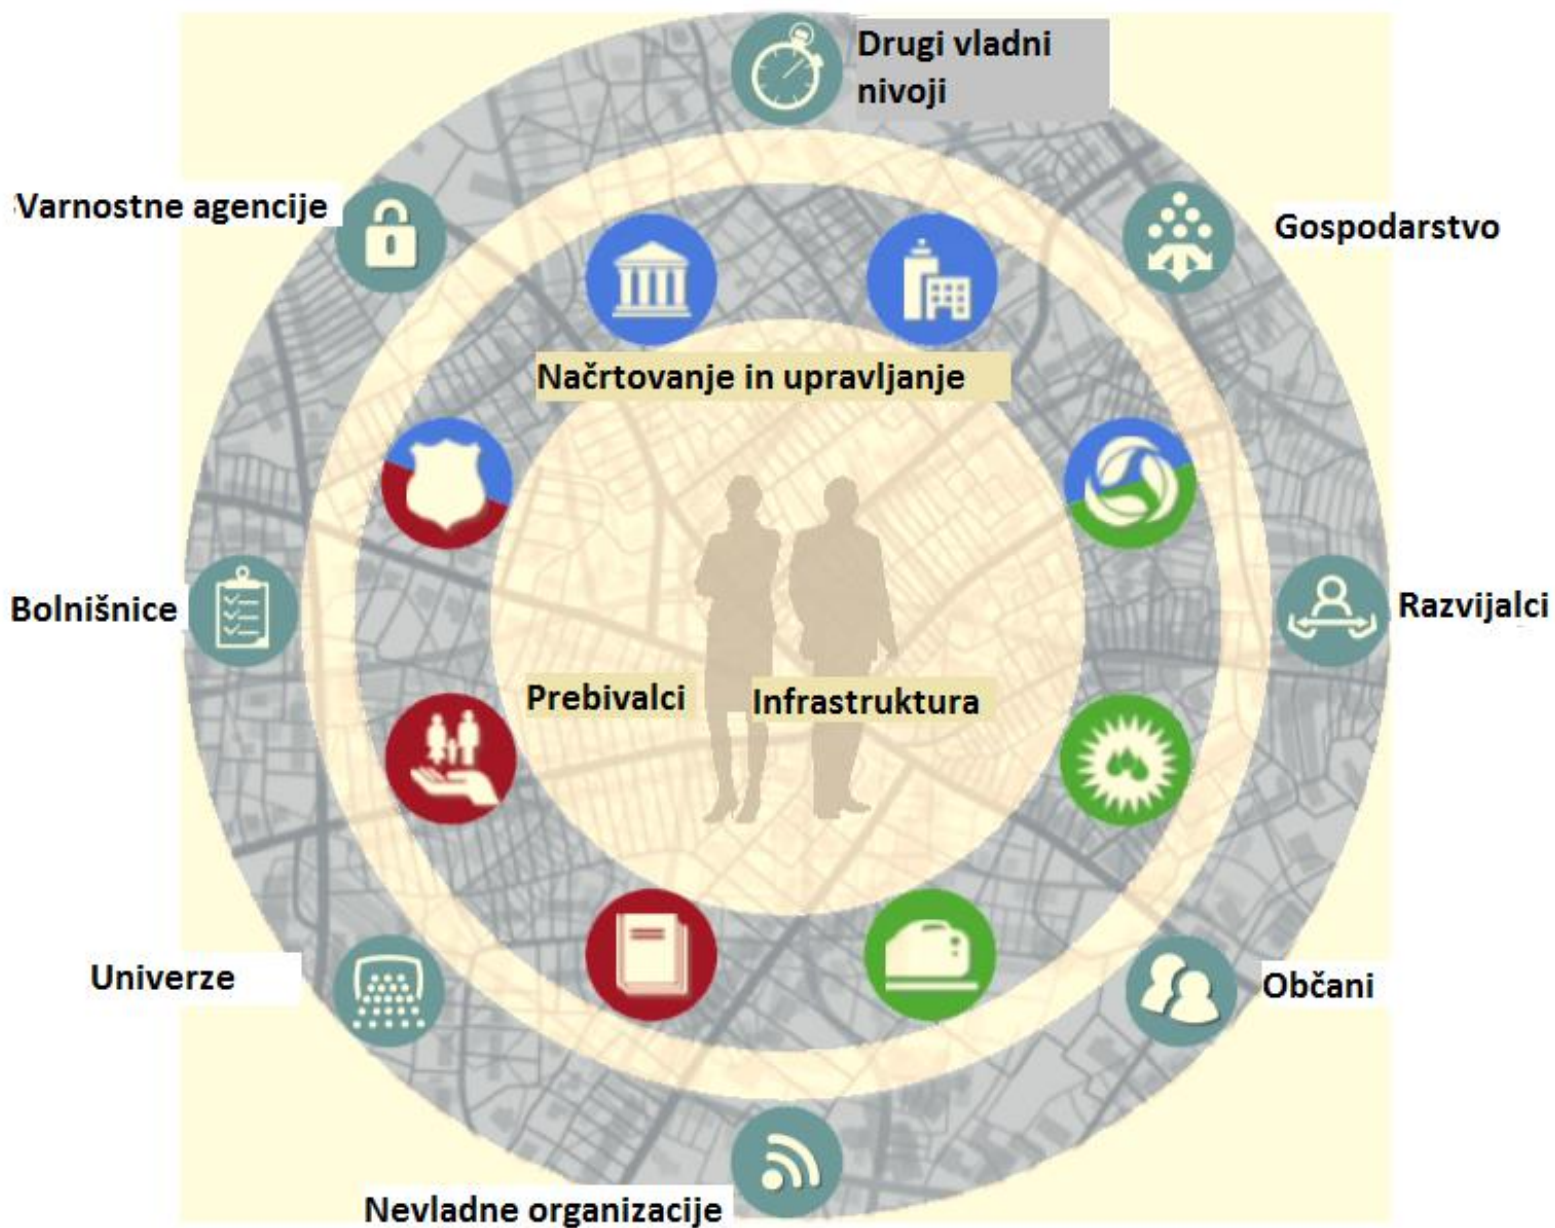 Drugi vladni
nivoji
Varnostne agencije
Gospodarstvo
Načrtovanje in upravljanje
Bolnišnice
Razvijalci
Prebivalci
Infrastruktura
Univerze
Občani
Nevladne organizacije